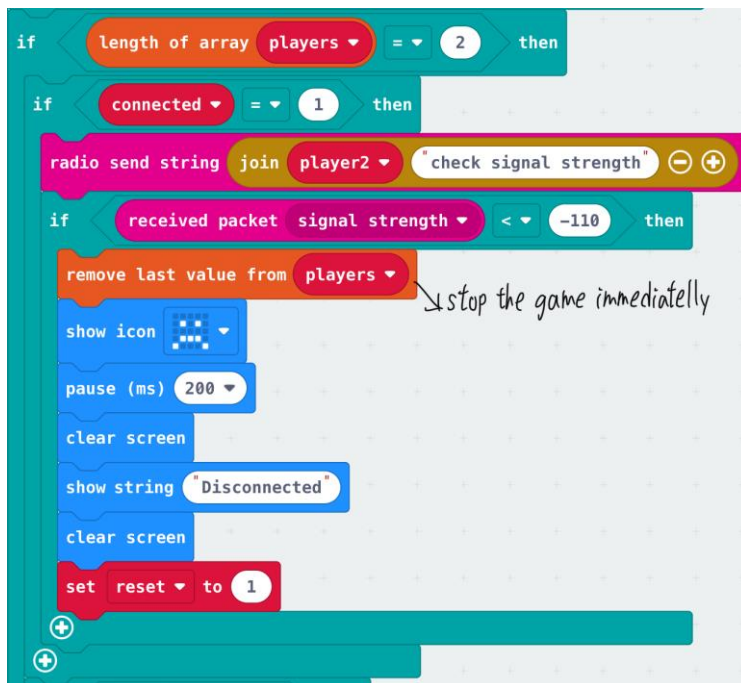 if length of array players = 2 then
if connected = 1 then
radio send string join player2 "check signal strength"
if received packet signal strength < -110 then
remove last value from players
stop the game immediatelly
show icon
pause (ms) 200
clear screen
show string "Disconnected"
clear screen
set reset to 1